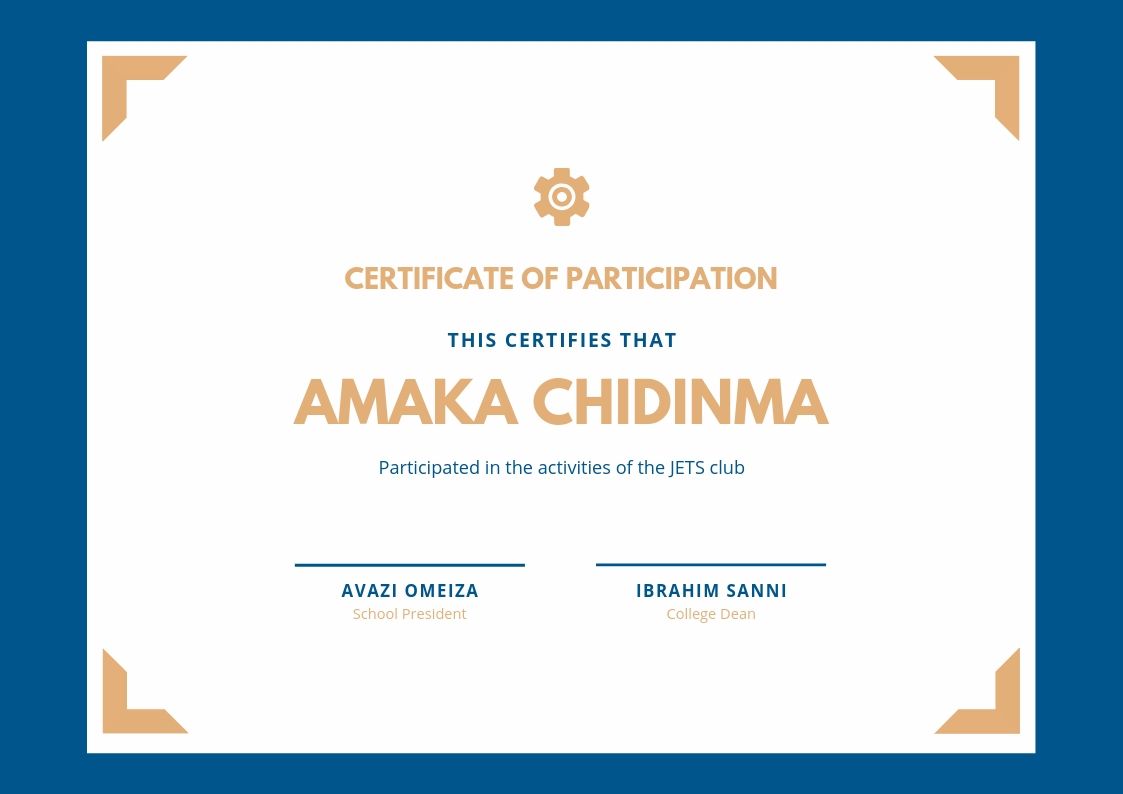 CERTIFICATE OF PARTICIPATION
THIS CERTIFIES THAT
AMAKA CHIDINMA
Participated in the activities of the JETS club
AVAZI OMEIZA
School President
IBRAHIM SANNI
College Dean